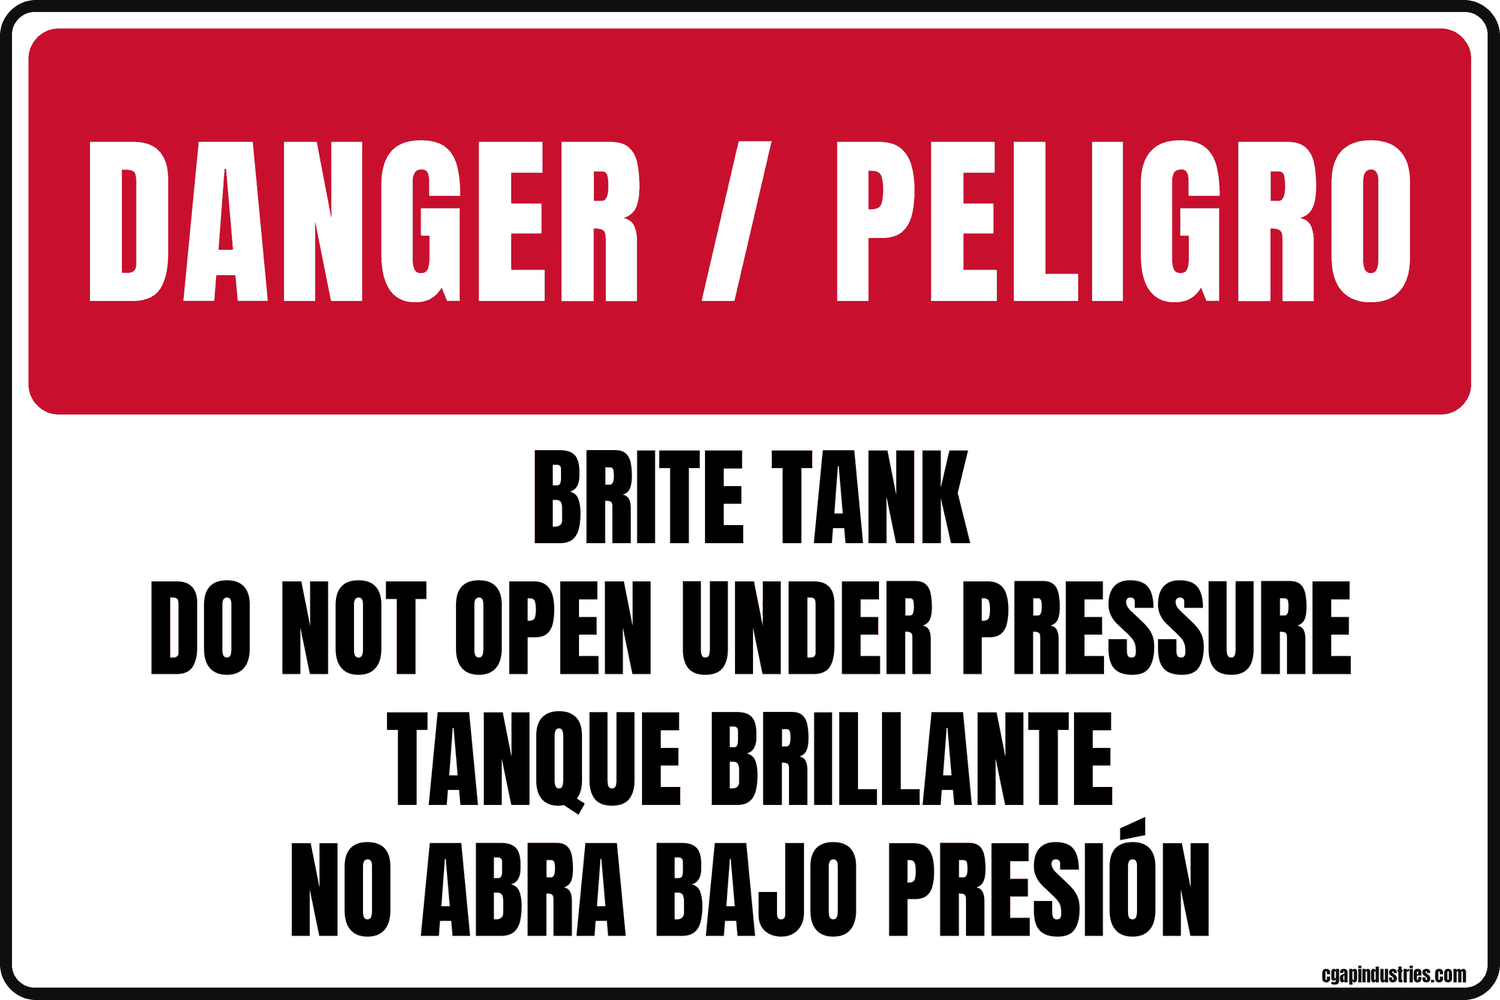 DANGER / PELIGRO
BRITE TANK
DO NOT OPEN UNDER PRESSURE
TANQUE BRILLANTE
NO ABRA BAJO PRESIÓN
cgapindustries.com